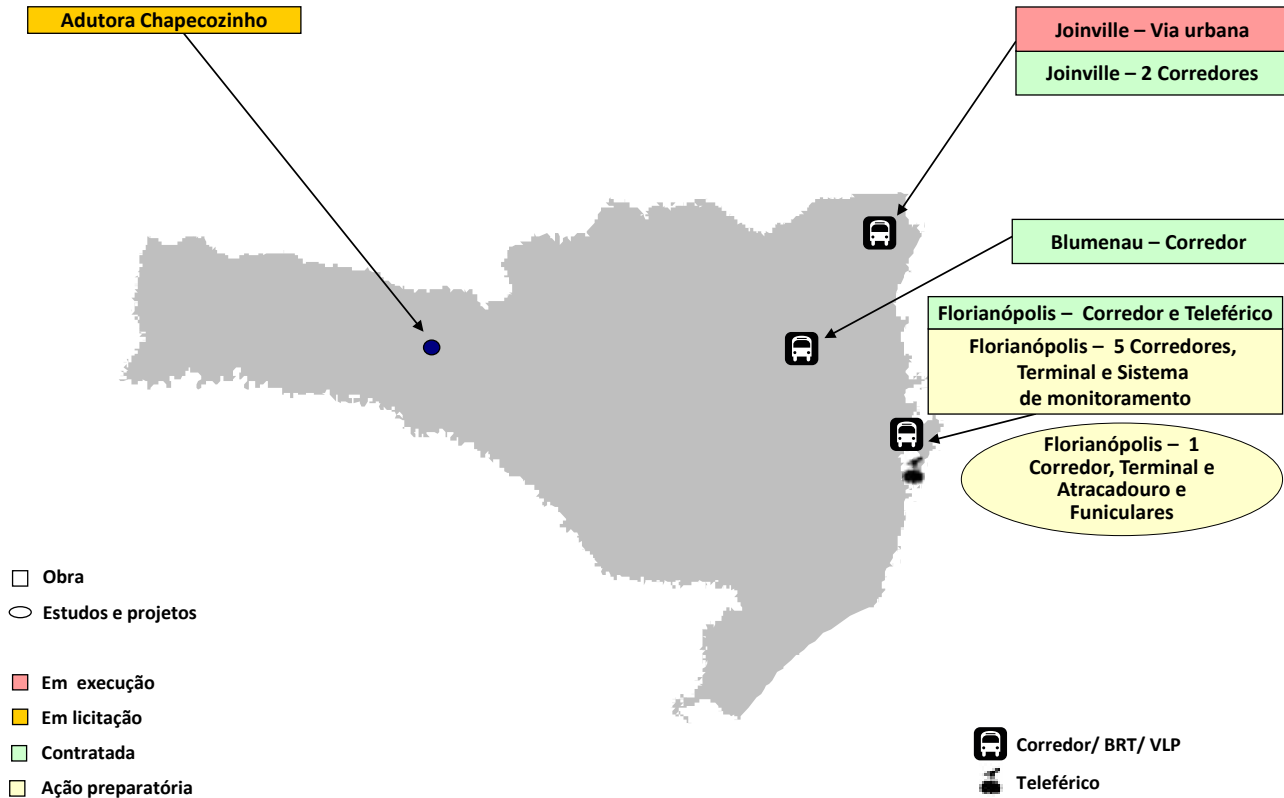 Adutora Chapecozinho
Joinville – Via urbana
Joinville – 2 Corredores
Blumenau – Corredor
Florianópolis – Corredor e Teleférico
Florianópolis – 5 Corredores,
Terminal e Sistema
de monitoramento
Florianópolis – 1
Corredor, Terminal e
Atracadouro e
Funiculares
Obra
Estudos e projetos
Em execução
Em licitação
Contratada
Ação preparatória
Corredor/ BRT/ VLP
Teleférico